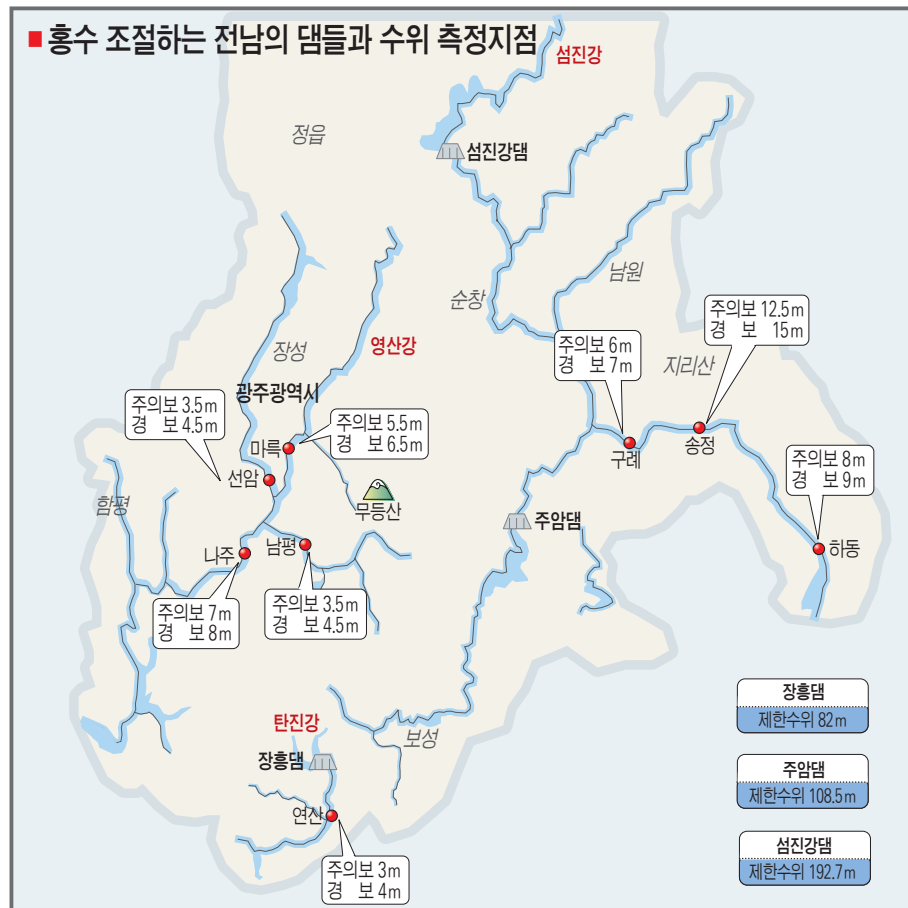 홍수 조절하는 전남의 댐들과 수위 측정지점
섬진강
정읍
섬진강댐
남원
순창
주의보 12.5m
경 보 15m
장성
영산강
주의보 6m
경 보 7m
지리산
광주광역시
주의보 3.5m
경 보 4.5m
마륵
주의보 5.5m
경 보 6.5m
구례
송정
선암
주의보 8m
경 보 9m
함평
무등산
주암댐
나주
남평
하동
주의보 7m
경 보 8m
주의보 3.5m
경 보 4.5m
탄진강
보성
장흥댐
연산
주의보 3m
경 보 4m
장흥댐
제한수위 82m
주암댐
제한수위 108.5m
섬진강댐
제한수위 192.7m